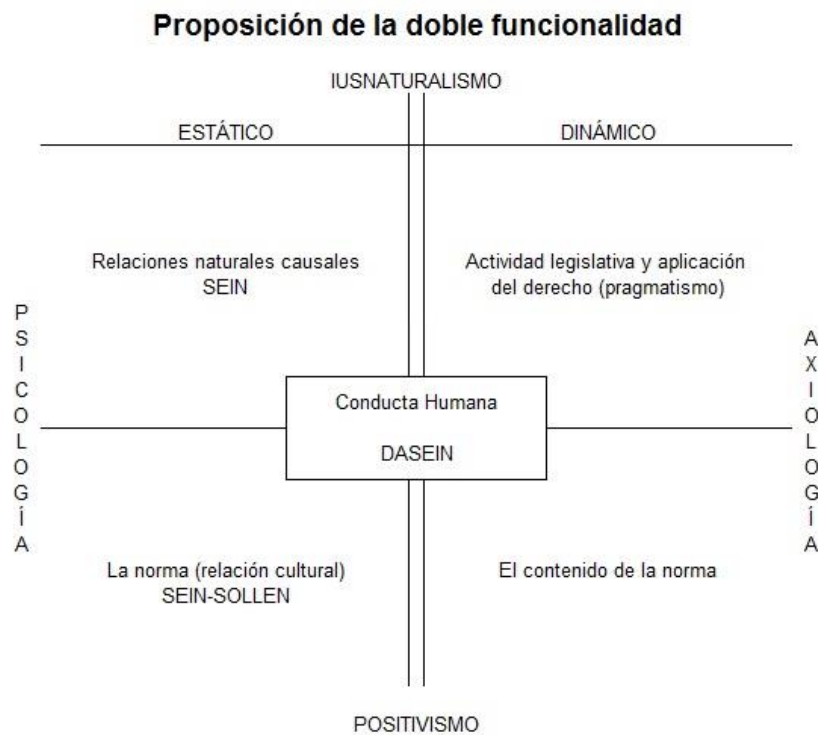 Proposición de la doble funcionalidad
IUSNATURALISMO
ESTÁTICO
DINÁMICO
Relaciones naturales causales
SEIN
Actividad legislativa y aplicación
del derecho (pragmatismo)
PSICOLOGÍA
Conducta Humana
DASEIN
AXIOLOGÍA
La norma (relación cultural)
SEIN-SOLLEN
El contenido de la norma
POSITIVISMO